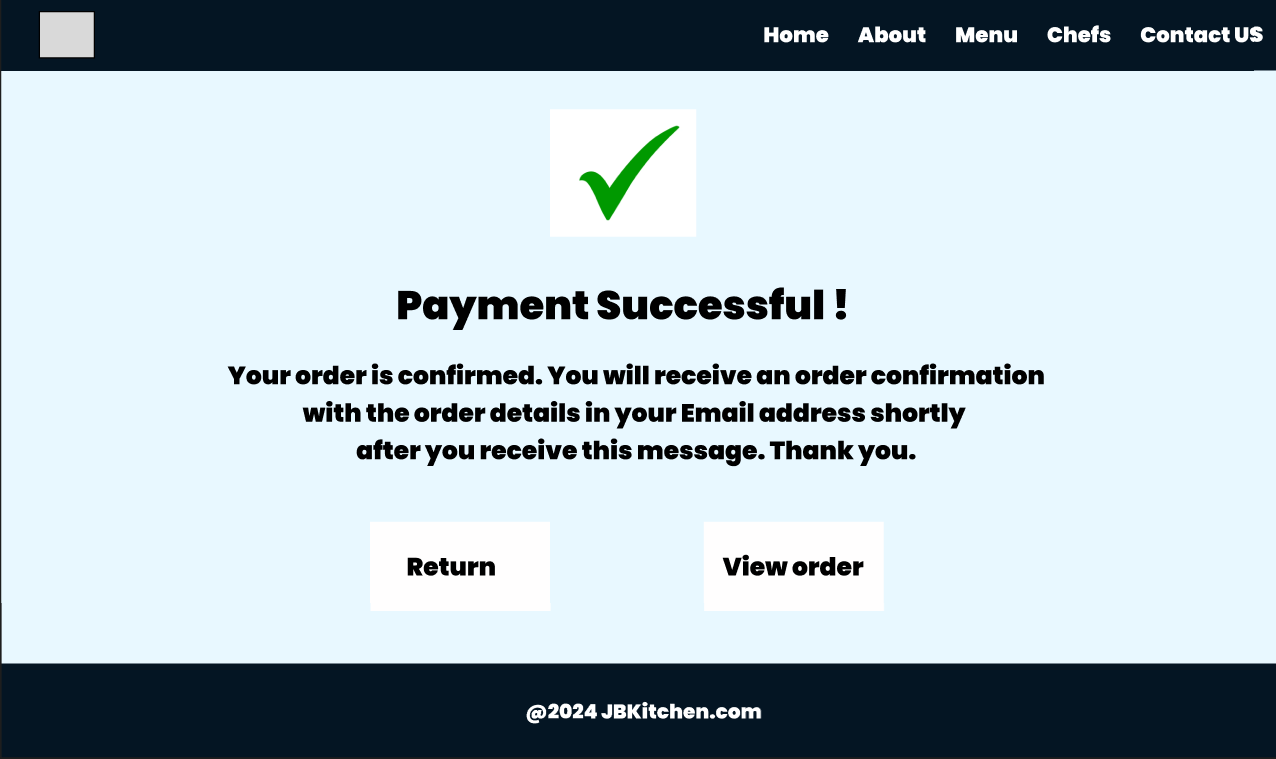 Home About Menu Chefs Contact US
Payment Successful !
Your order is confirmed. You will receive an order confirmation
with the order details in your Email address shortly
after you receive this message. Thank you.
Return View order
@2024 JBKitchen.com